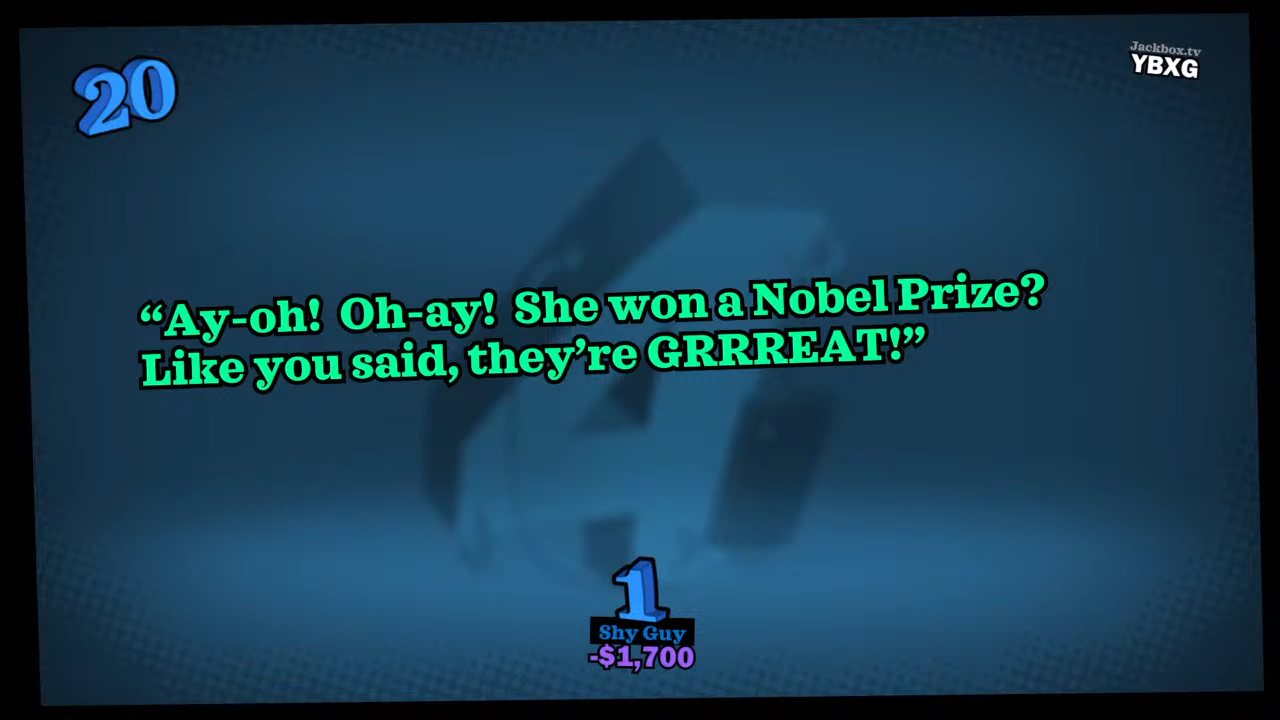 20
Jackbox.tv
YBXG
“Ay-oh! Oh-ay! She won a Nobel Prize?
Like you said, they’re GRRREAT!”
1
Shy Guy
-$1,700